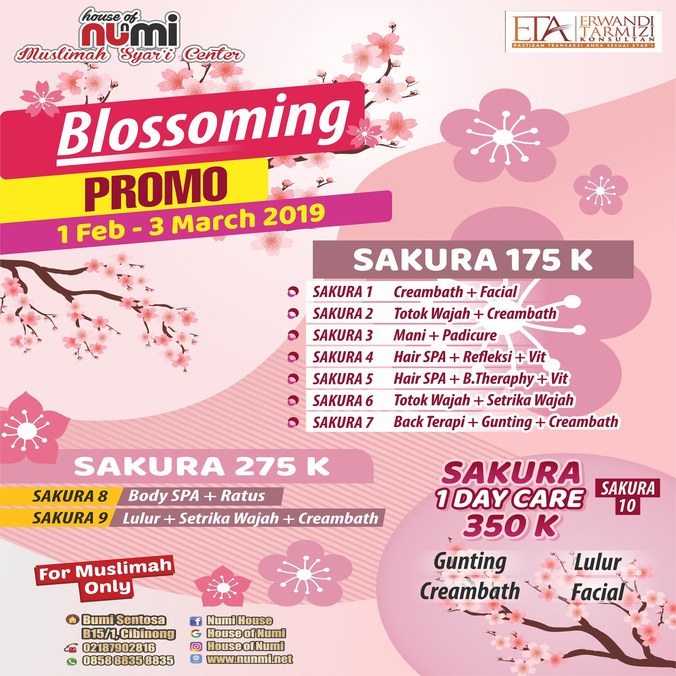 house of
numi
Muslimah Syar'i Center
ETA ERWANDI
TARMIZI
KONSULTAN
PASTIKAN TRANSAKSI ANDA SESUAI SYAR'I
Blossoming
PROMO
1 Feb - 3 March 2019
SAKURA 175 K
SAKURA 1 Creambath + Facial
SAKURA 2 Totok Wajah + Creambath
SAKURA 3 Mani + Padicure
SAKURA 4 Hair SPA + Refleksi + Vit
SAKURA 5 Hair SPA + B.Theraphy + Vit
SAKURA 6 Totok Wajah + Setrika Wajah
SAKURA 7 Back Terapi + Gunting + Creambath
SAKURA 275 K
SAKURA 8 Body SPA + Ratus
SAKURA 9 Lulur + Setrika Wajah + Creambath
SAKURA
1 DAY CARE
350 K
SAKURA
10
Gunting Lulur
Creambath Facial
For Muslimah
Only
Bumi Sentosa
B15/1, Cibinong
02187902816
0858 8835 8835
Numi House
House of Numi
House of Numi
www.nunmi.net